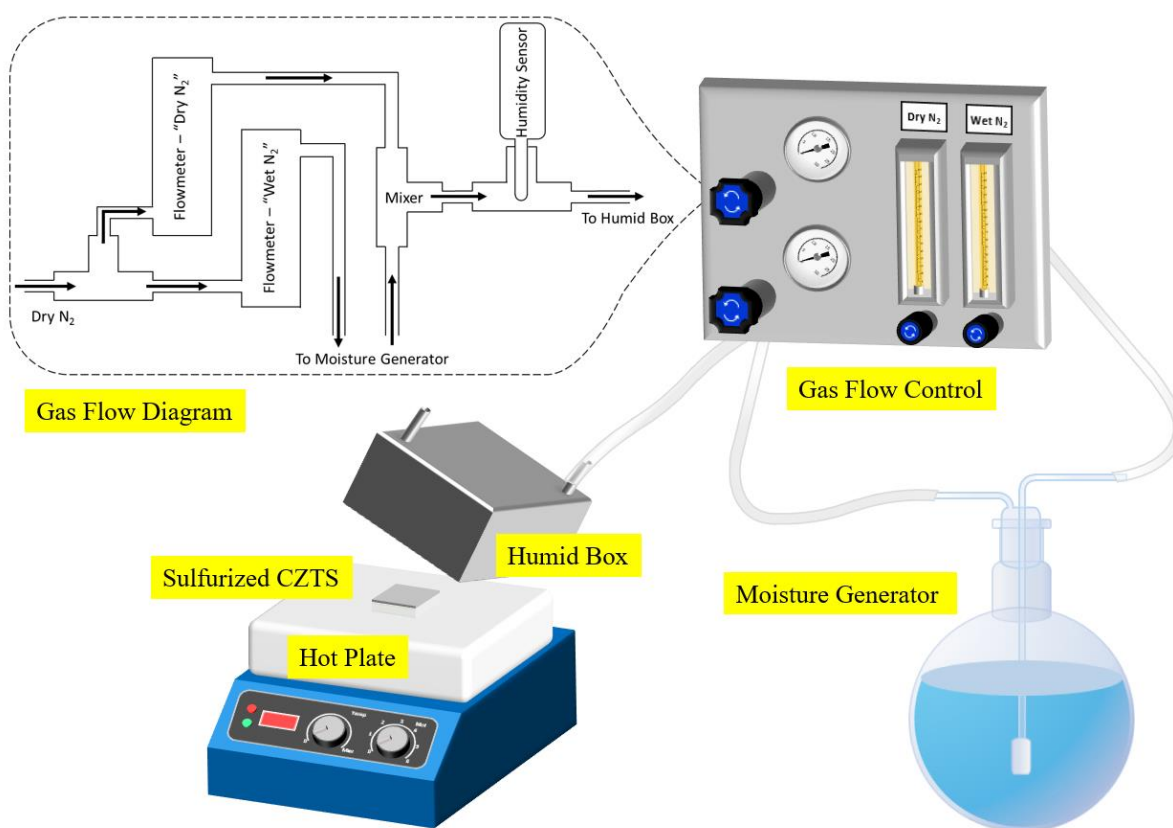 Humidity Sensor
Flowmeter – “Dry N₂”
Flowmeter – “Wet N₂”
Mixer
To Humid Box
Dry N₂
To Moisture Generator
Gas Flow Diagram
Dry N₂
Wet N₂
Gas Flow Control
Humid Box
Sulfurized CZTS
Moisture Generator
Hot Plate